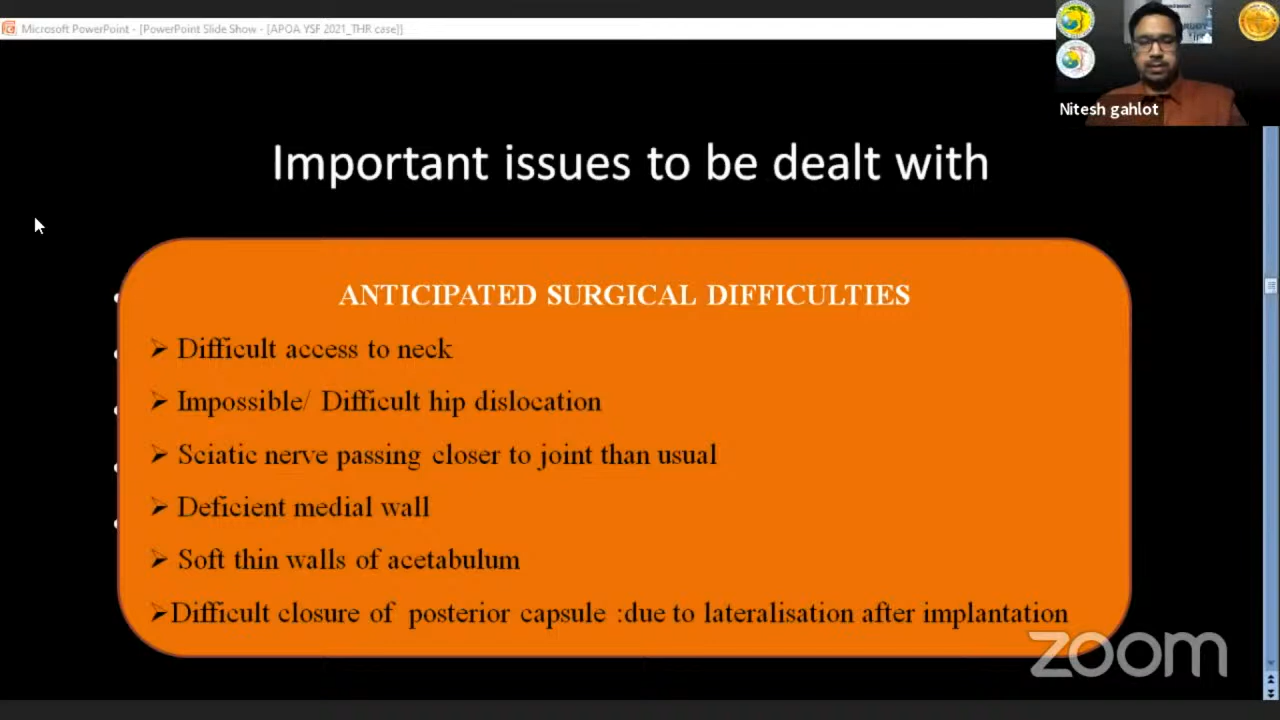 Microsoft PowerPoint - [PowerPoint Slide Show - [APOA YSF 2021_THR case]]
Nitesh gahlot
Important issues to be dealt with
ANTICIPATED SURGICAL DIFFICULTIES
➢ Difficult access to neck
➢ Impossible/ Difficult hip dislocation
➢ Sciatic nerve passing closer to joint than usual
➢ Deficient medial wall
➢ Soft thin walls of acetabulum
➢Difficult closure of posterior capsule :due to lateralisation after implantation
zoom